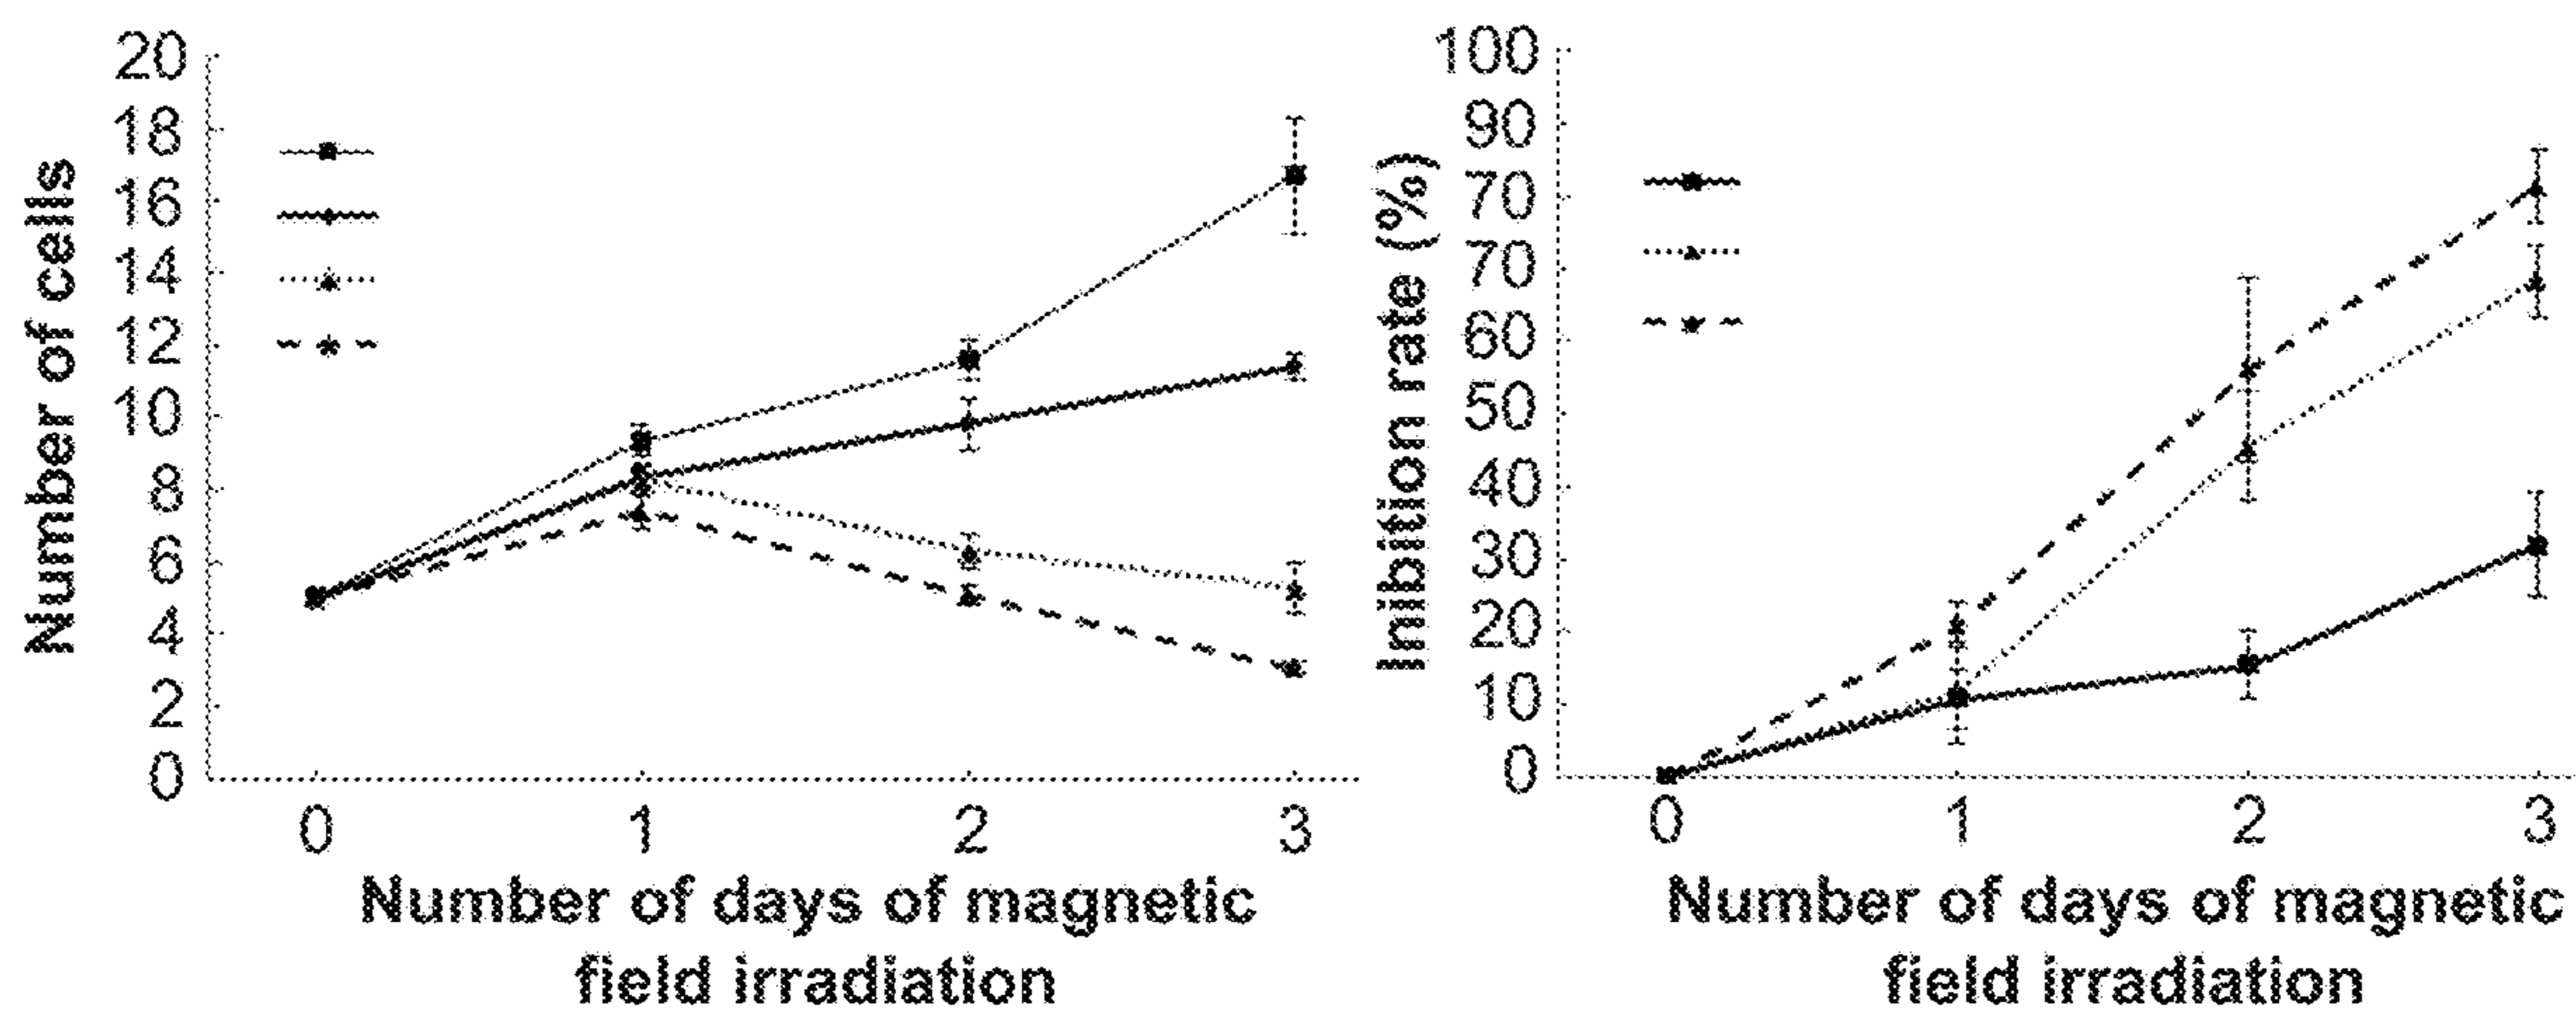 Number of cells
20
18
16
14
12
10
8
6
4
2
0
0 1 2 3
Number of days of magnetic
field irradiation
Inibition rate (%)
100
90
70
70
60
50
40
30
20
10
0
0 1 2 3
Number of days of magnetic
field irradiation